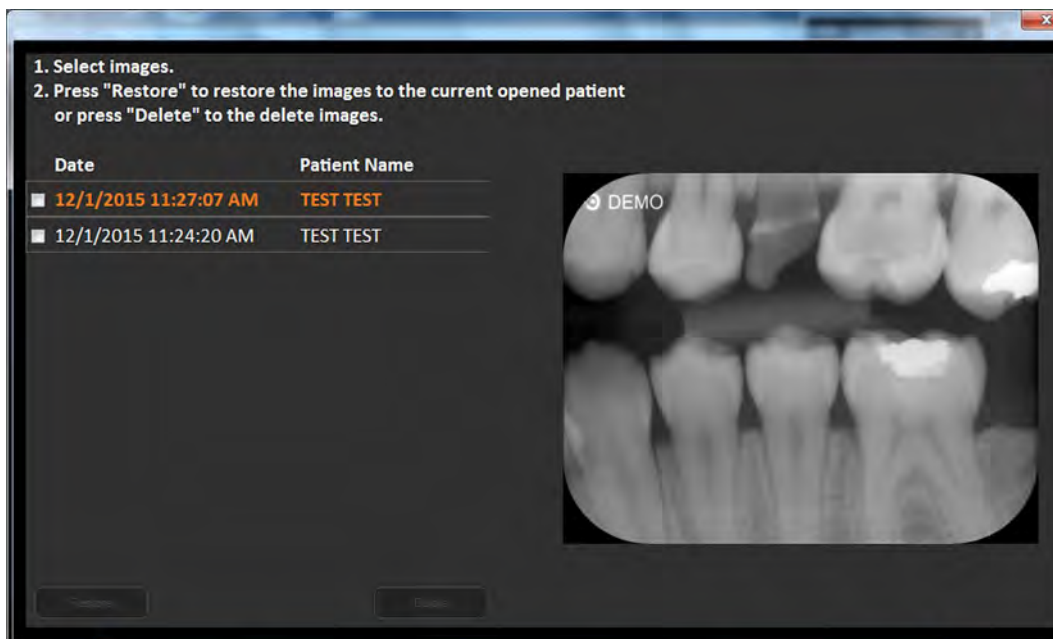 1. Select images.
2. Press "Restore" to restore the images to the current opened patient
or press "Delete" to the delete images.
Date Patient Name
12/1/2015 11:27:07 AM TEST TEST
12/1/2015 11:24:20 AM TEST TEST
DEMO
Restore Delete